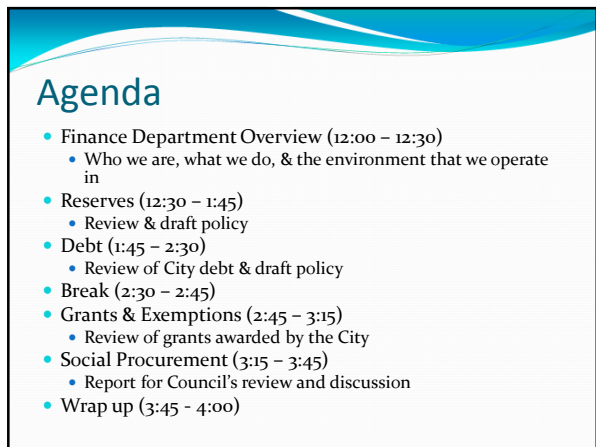 Agenda
• Finance Department Overview (12:00 – 12:30)
• Who we are, what we do, & the environment that we operate
in
• Reserves (12:30 – 1:45)
• Review & draft policy
• Debt (1:45 – 2:30)
• Review of City debt & draft policy
• Break (2:30 – 2:45)
• Grants & Exemptions (2:45 – 3:15)
• Review of grants awarded by the City
• Social Procurement (3:15 – 3:45)
• Report for Council's review and discussion
• Wrap up (3:45 - 4:00)